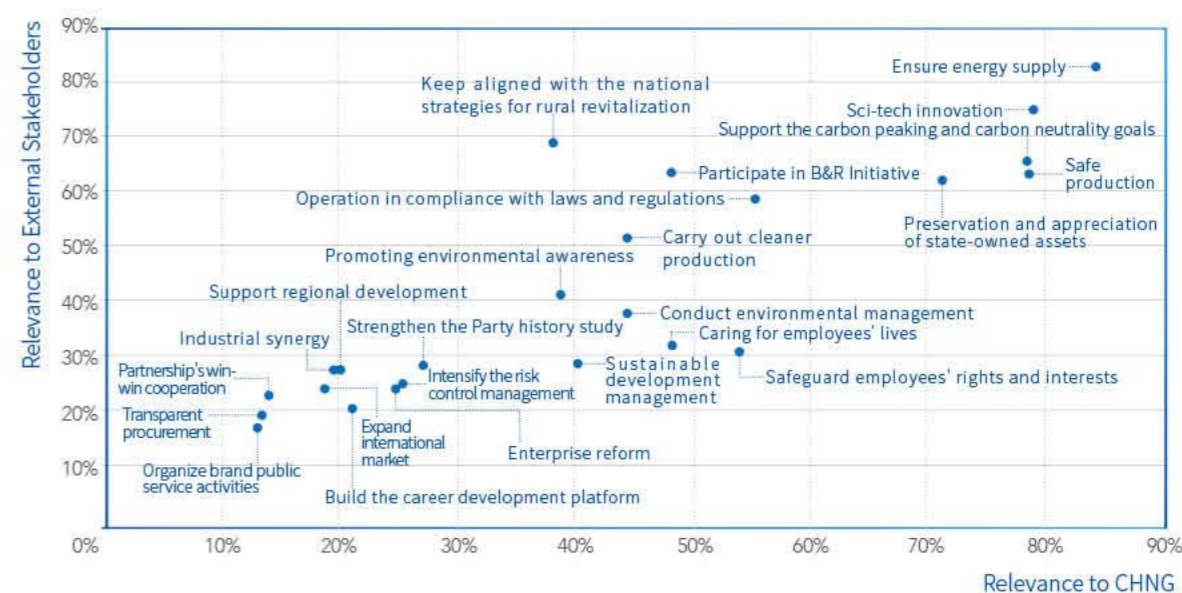 Relevance to External Stakeholders
90%
80%
70%
60%
50%
40%
30%
20%
10%
Ensure energy supply
Keep aligned with the national
strategies for rural revitalization
Sci-tech innovation
Support the carbon peaking and carbon neutrality goals
Participate in B&R Initiative
Safe
production
Operation in compliance with laws and regulations
Preservation and appreciation
of state-owned assets
Carry out cleaner
production
Promoting environmental awareness
Support regional development
Conduct environmental management
Strengthen the Party history study
Caring for employees' lives
Industrial synergy
Partnership's win-
win cooperation
Intensify the risk
control management
Sustainable
development
management
Safeguard employees' rights and interests
Transparent
procurement
Expand
international
market
Enterprise reform
Organize brand public
service activities
Build the career development platform
0%
10%
20%
30%
40%
50%
60%
70%
80%
90%
Relevance to CHNG